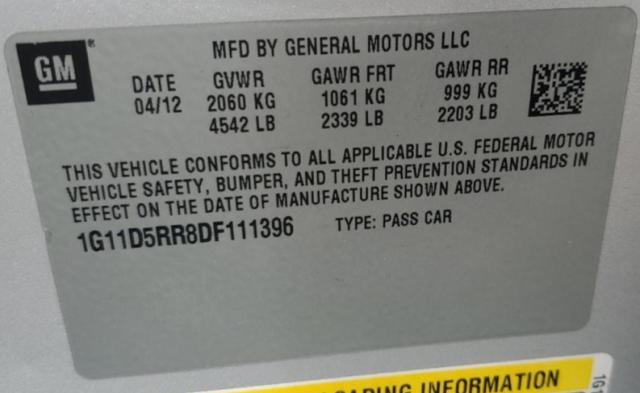 GM®
MFD BY GENERAL MOTORS LLC
DATE GVWR GAWR FRT GAWR RR
04/12 2060 KG 1061 KG 999 KG
4542 LB 2339 LB 2203 LB
THIS VEHICLE CONFORMS TO ALL APPLICABLE U.S. FEDERAL MOTOR
VEHICLE SAFETY, BUMPER, AND THEFT PREVENTION STANDARDS IN
EFFECT ON THE DATE OF MANUFACTURE SHOWN ABOVE.
1G11D5RR8DF111396 TYPE: PASS CAR
INFORMATION